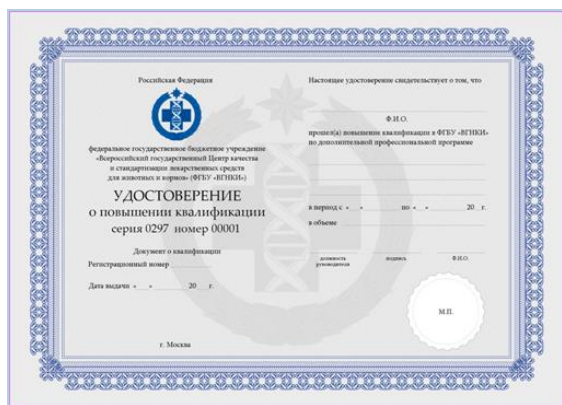 Российская Федерация
федеральное государственное бюджетное учреждение
«Всероссийский государственный Центр качества
и стандартизации лекарственных средств
для животных и кормов» (ФГБУ «ВГНКИ»)
УДОСТОВЕРЕНИЕ
о повышении квалификации
серия 0297 номер 00001
Документ о квалификации
Регистрационный номер
Дата выдачи « » 20 г.
г. Москва
Настоящее удостоверение свидетельствует о том, что
Ф.И.О.
прошел(а) повышение квалификации в ФГБУ «ВГНКИ»
по дополнительной профессиональной программе
в период с « » по « » 20 г.
в объеме
должность подпись Ф.И.О.
руководителя
М.П.